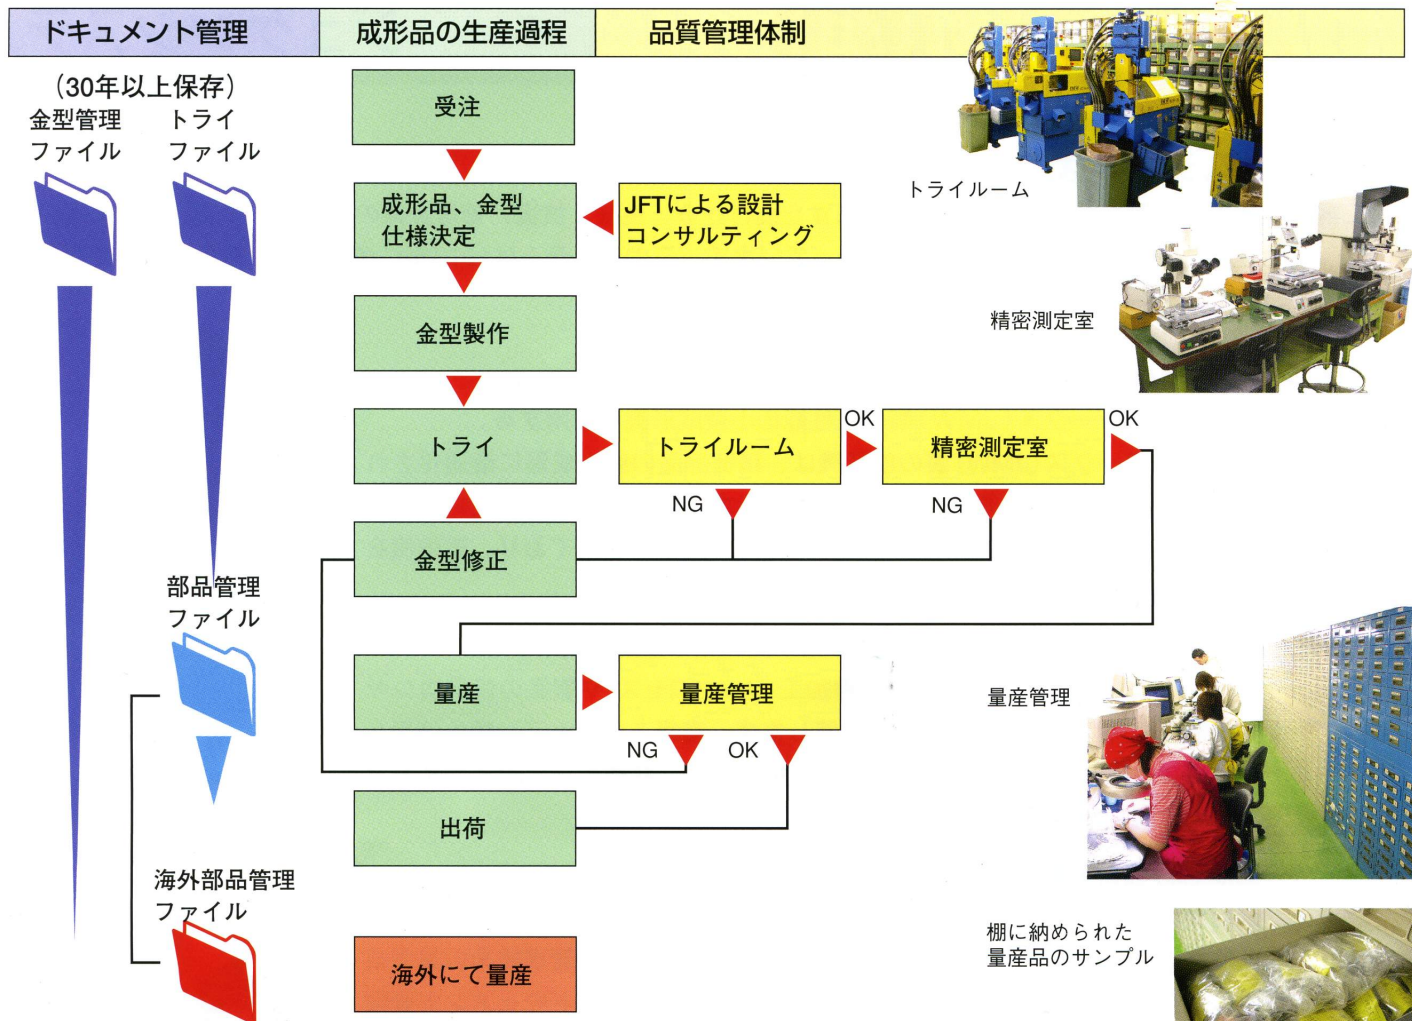 ドキュメント管理
成形品の生産過程
品質管理体制
(30年以上保存)
金型管理
ファイル
トライ
ファイル
受注
成形品、金型
仕様決定
JFTによる設計
コンサルティング
金型製作
トライ
トライルーム
OK
精密測定室
OK
NG
NG
金型修正
部品管理
ファイル
量産
量産管理
NG
OK
出荷
海外部品管理
ファイル
海外にて量産
トライルーム
精密測定室
量産管理
棚に納められた
量産品のサンプル